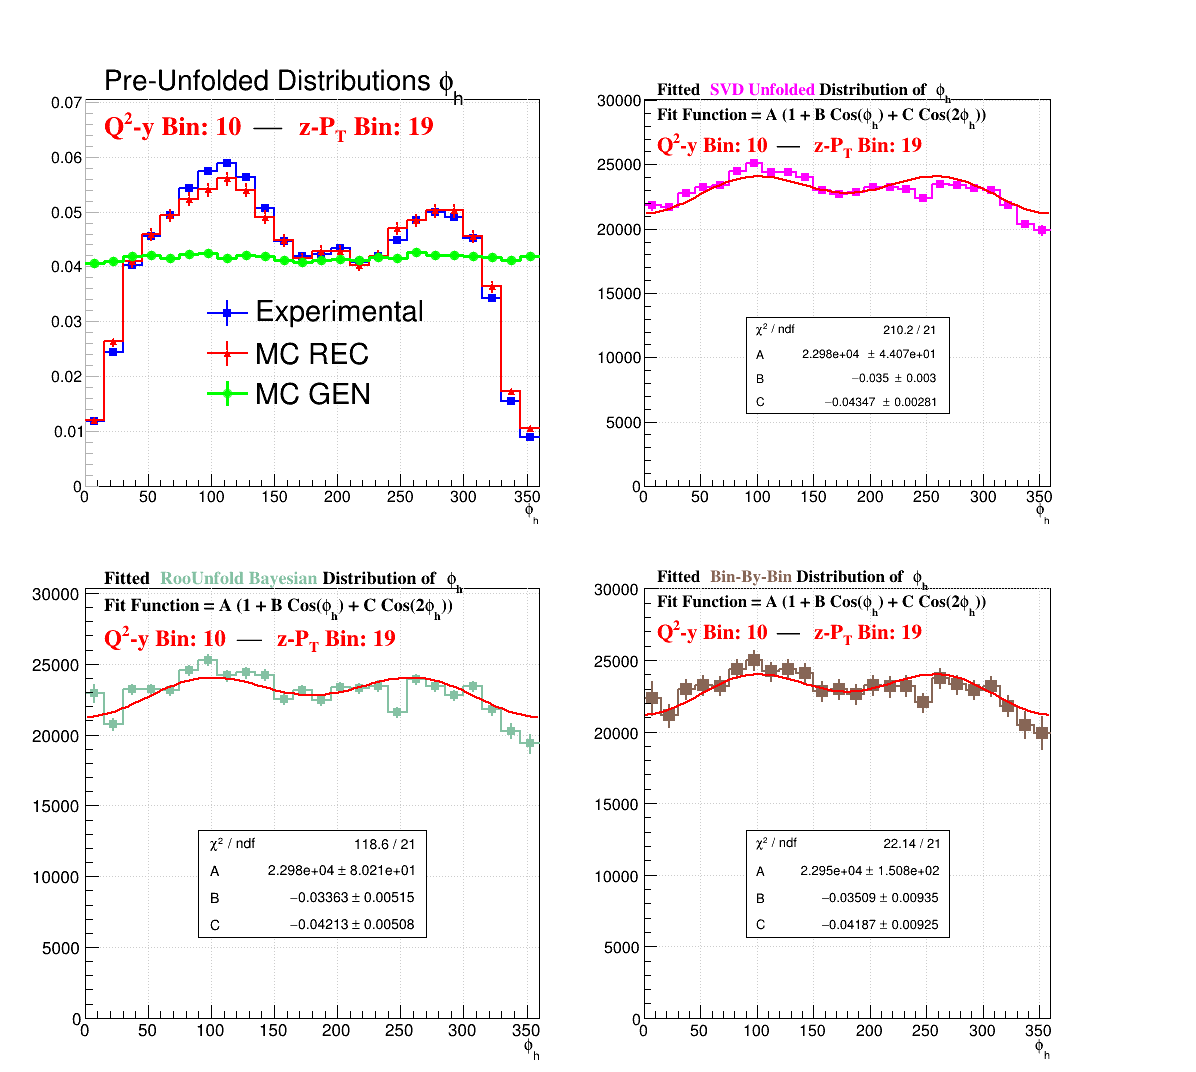 Pre-Unfolded Distributions ϕh
Q²-y Bin: 10 — z-PT Bin: 19
0.07
0.06
0.05
0.04
0.03
0.02
0.01
0
Experimental
MC REC
MC GEN
0 50 100 150 200 250 300 350
ϕh
Fitted SVD Unfolded Distribution of ϕh
Fit Function = A (1 + B Cos(ϕh) + C Cos(2ϕh))
Q²-y Bin: 10 — z-PT Bin: 19
30000
25000
20000
15000
10000
5000
0
χ² / ndf 210.2 / 21
A 2.298e+04 ± 4.407e+01
B −0.035 ± 0.003
C −0.04347 ± 0.00281
0 50 100 150 200 250 300 350
ϕh
Fitted RooUnfold Bayesian Distribution of ϕh
Fit Function = A (1 + B Cos(ϕh) + C Cos(2ϕh))
Q²-y Bin: 10 — z-PT Bin: 19
30000
25000
20000
15000
10000
5000
0
χ² / ndf 118.6 / 21
A 2.298e+04 ± 8.021e+01
B −0.03363 ± 0.00515
C −0.04213 ± 0.00508
0 50 100 150 200 250 300 350
ϕh
Fitted Bin-By-Bin Distribution of ϕh
Fit Function = A (1 + B Cos(ϕh) + C Cos(2ϕh))
Q²-y Bin: 10 — z-PT Bin: 19
30000
25000
20000
15000
10000
5000
0
χ² / ndf 22.14 / 21
A 2.295e+04 ± 1.508e+02
B −0.03509 ± 0.00935
C −0.04187 ± 0.00925
0 50 100 150 200 250 300 350
ϕh